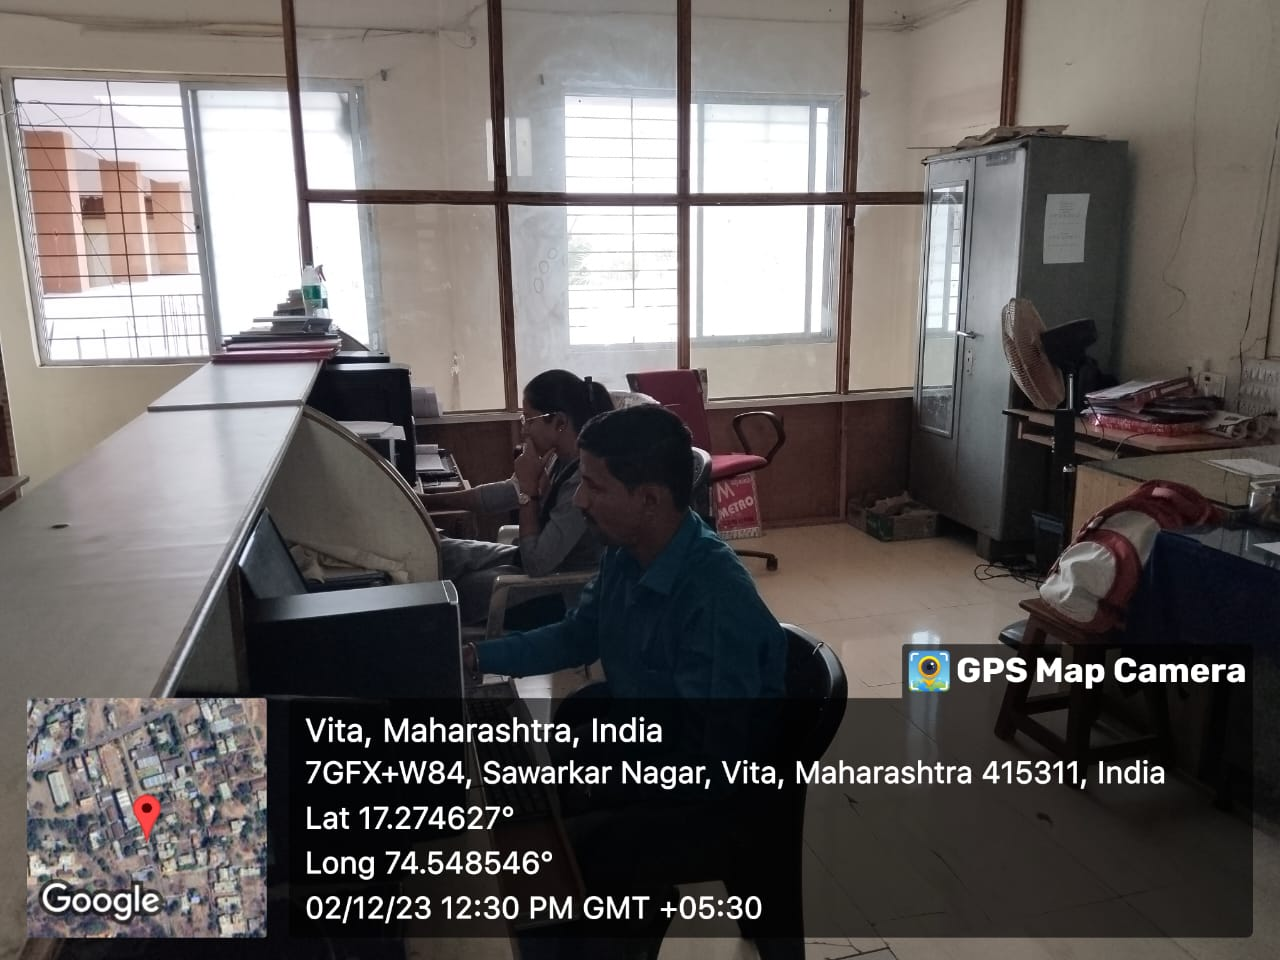 METRO
GPS Map Camera
Vita, Maharashtra, India
7GFX+W84, Sawarkar Nagar, Vita, Maharashtra 415311, India
Lat 17.274627°
Long 74.548546°
02/12/23 12:30 PM GMT +05:30
Google